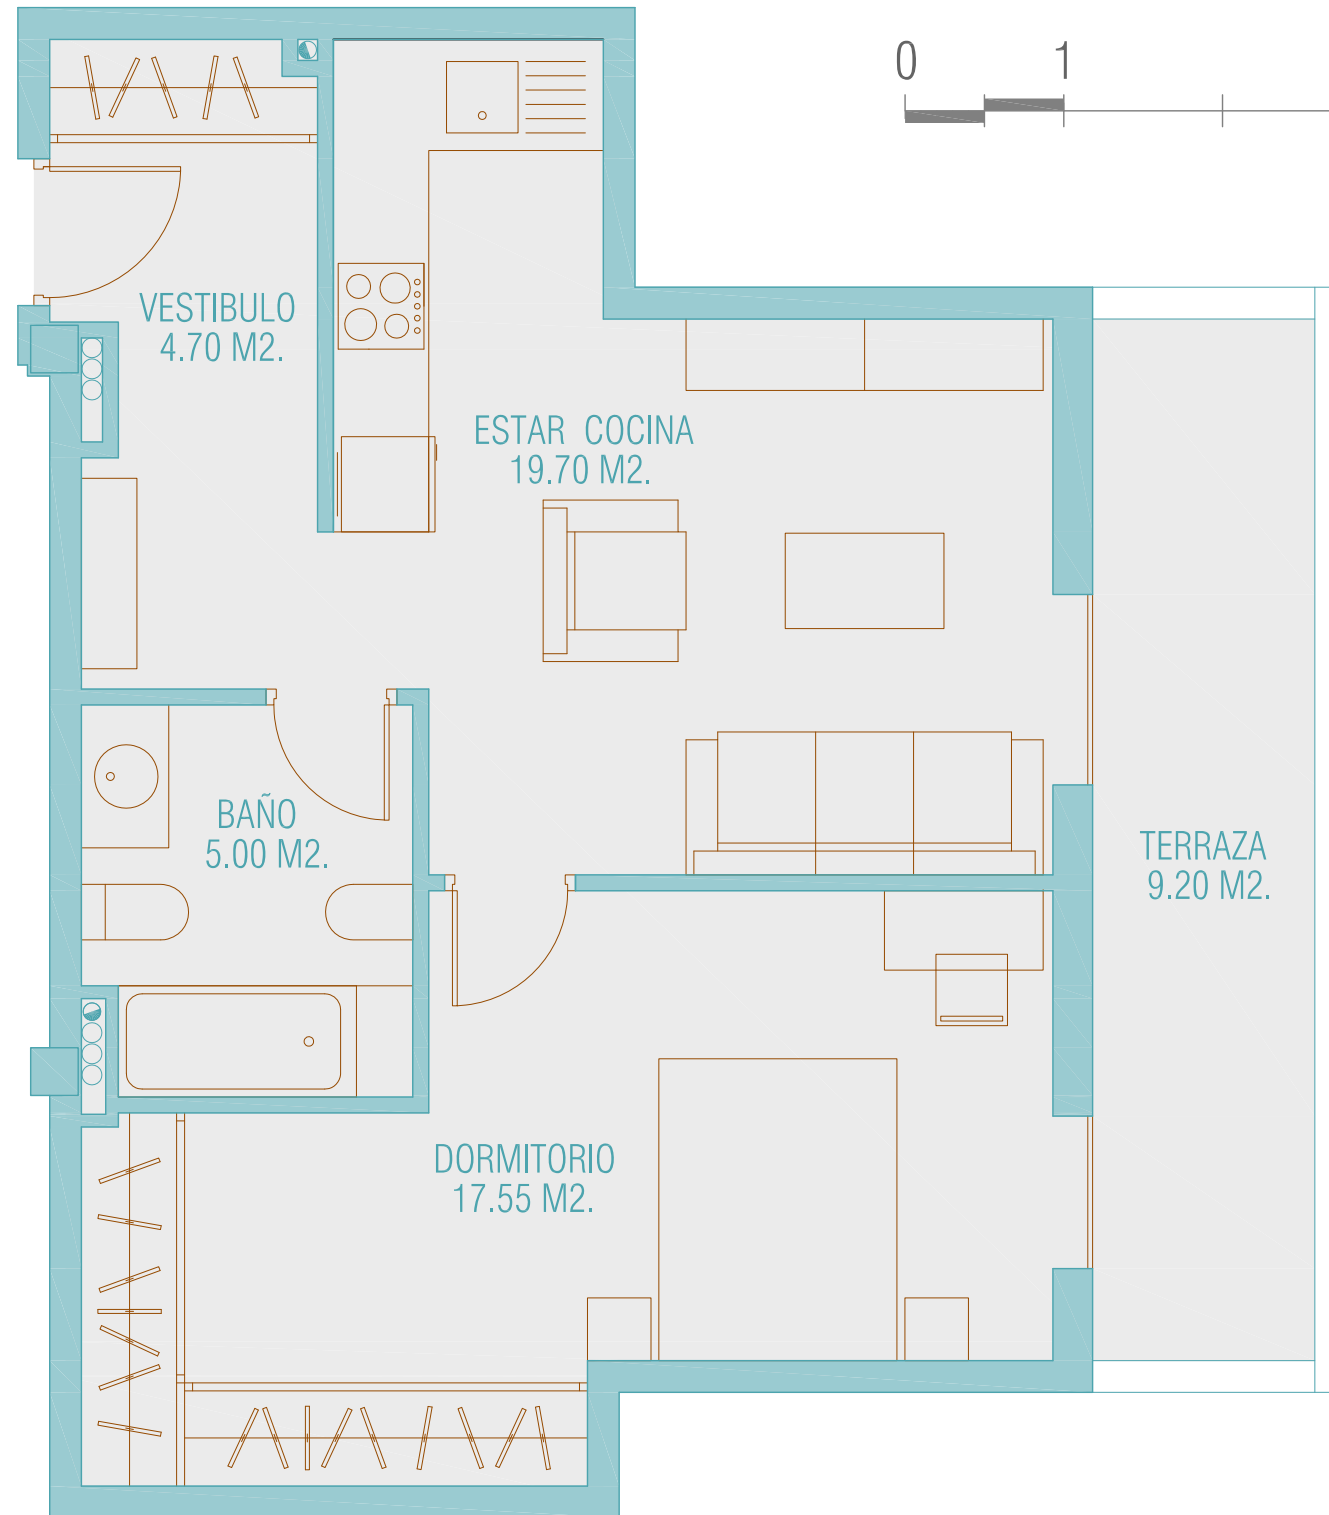 0 1
VESTIBULO
4.70 M2.
ESTAR COCINA
19.70 M2.
BAÑO
5.00 M2.
TERRAZA
9.20 M2.
DORMITORIO
17.55 M2.